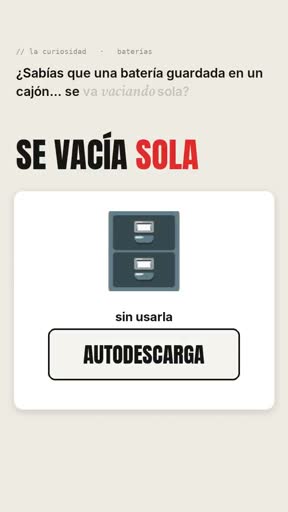 // la curiosidad · baterías
¿Sabías que una batería guardada en un
cajón... se va vaciando sola?
SE VACÍA SOLA
sin usarla
AUTODESCARGA